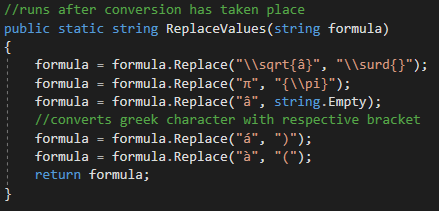 //runs after conversion has taken place
public static string ReplaceValues(string formula)
{
formula = formula.Replace("\\sqrt{â}", "\\surd{}");
formula = formula.Replace("π", "{\\pi}");
formula = formula.Replace("â", string.Empty);
//converts greek character with respective bracket
formula = formula.Replace("á", ")");
formula = formula.Replace("à", "(");
return formula;
}